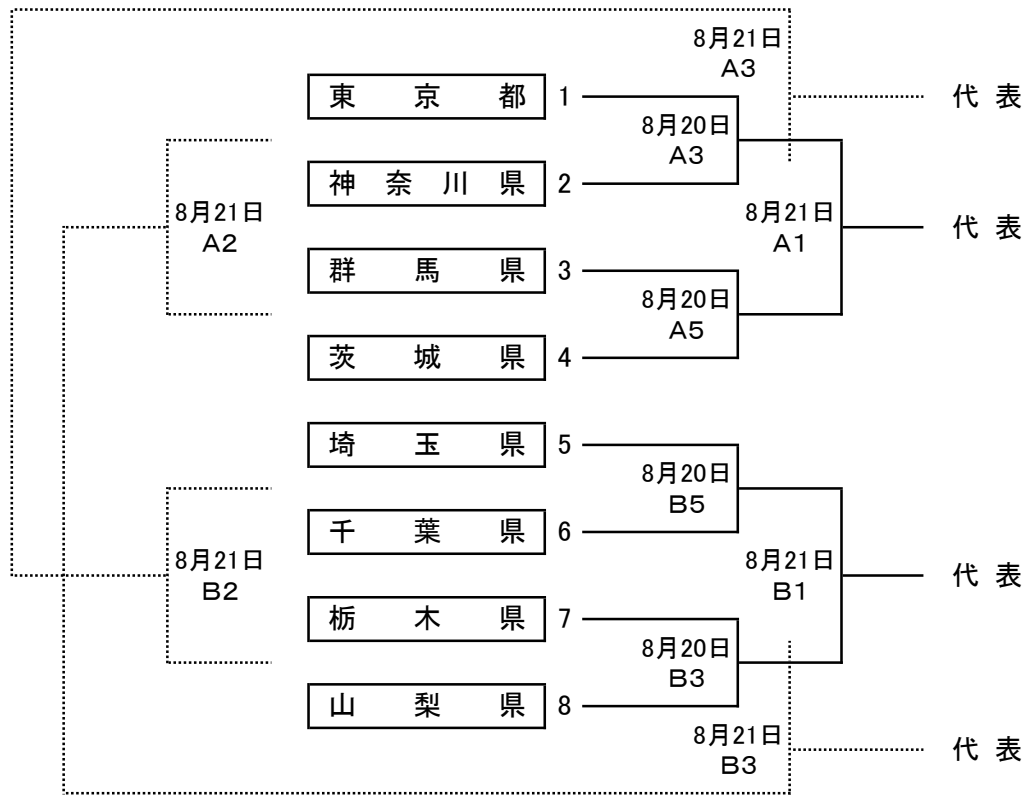 8月21日
A3
代 表
東 京 都 1
8月20日
A3
神 奈 川 県 2
8月21日
A2
8月21日
A1
代 表
群 馬 県 3
8月20日
A5
茨 城 県 4
埼 玉 県 5
8月20日
B5
千 葉 県 6
8月21日
B2
8月21日
B1
代 表
栃 木 県 7
8月20日
B3
山 梨 県 8
8月21日
B3
代 表